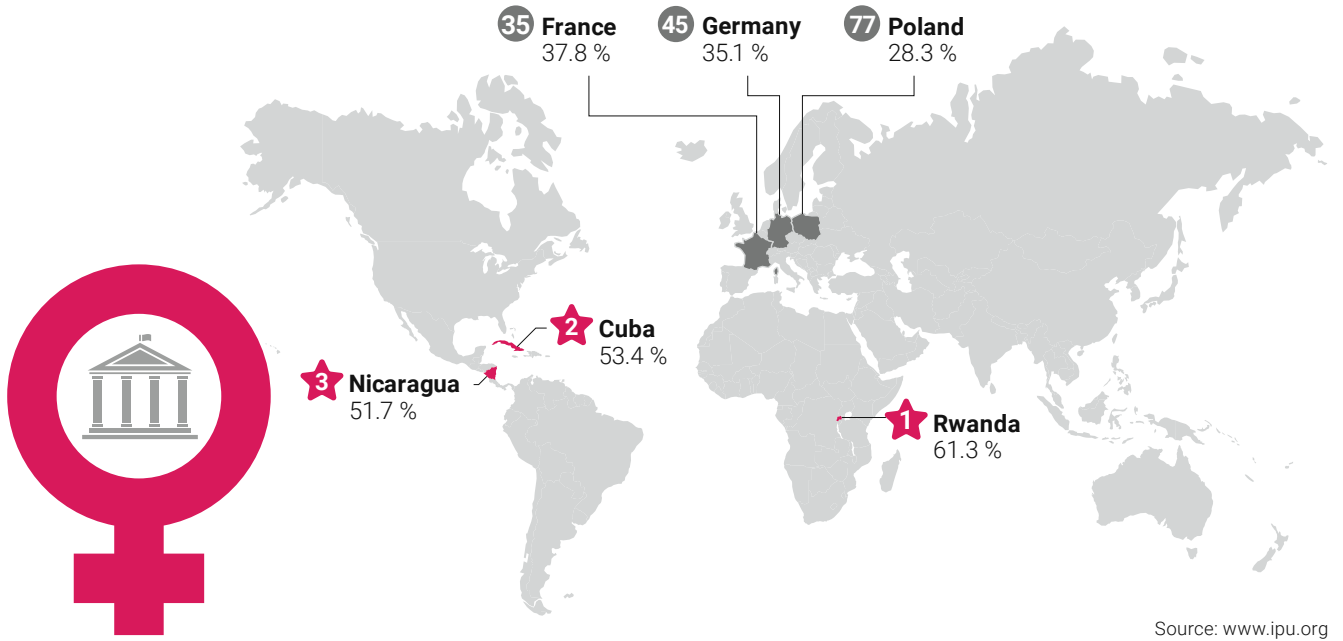 35 France
37.8 %
45 Germany
35.1 %
77 Poland
28.3 %
2 Cuba
53.4 %
3 Nicaragua
51.7 %
1 Rwanda
61.3 %
Source: www.ipu.org